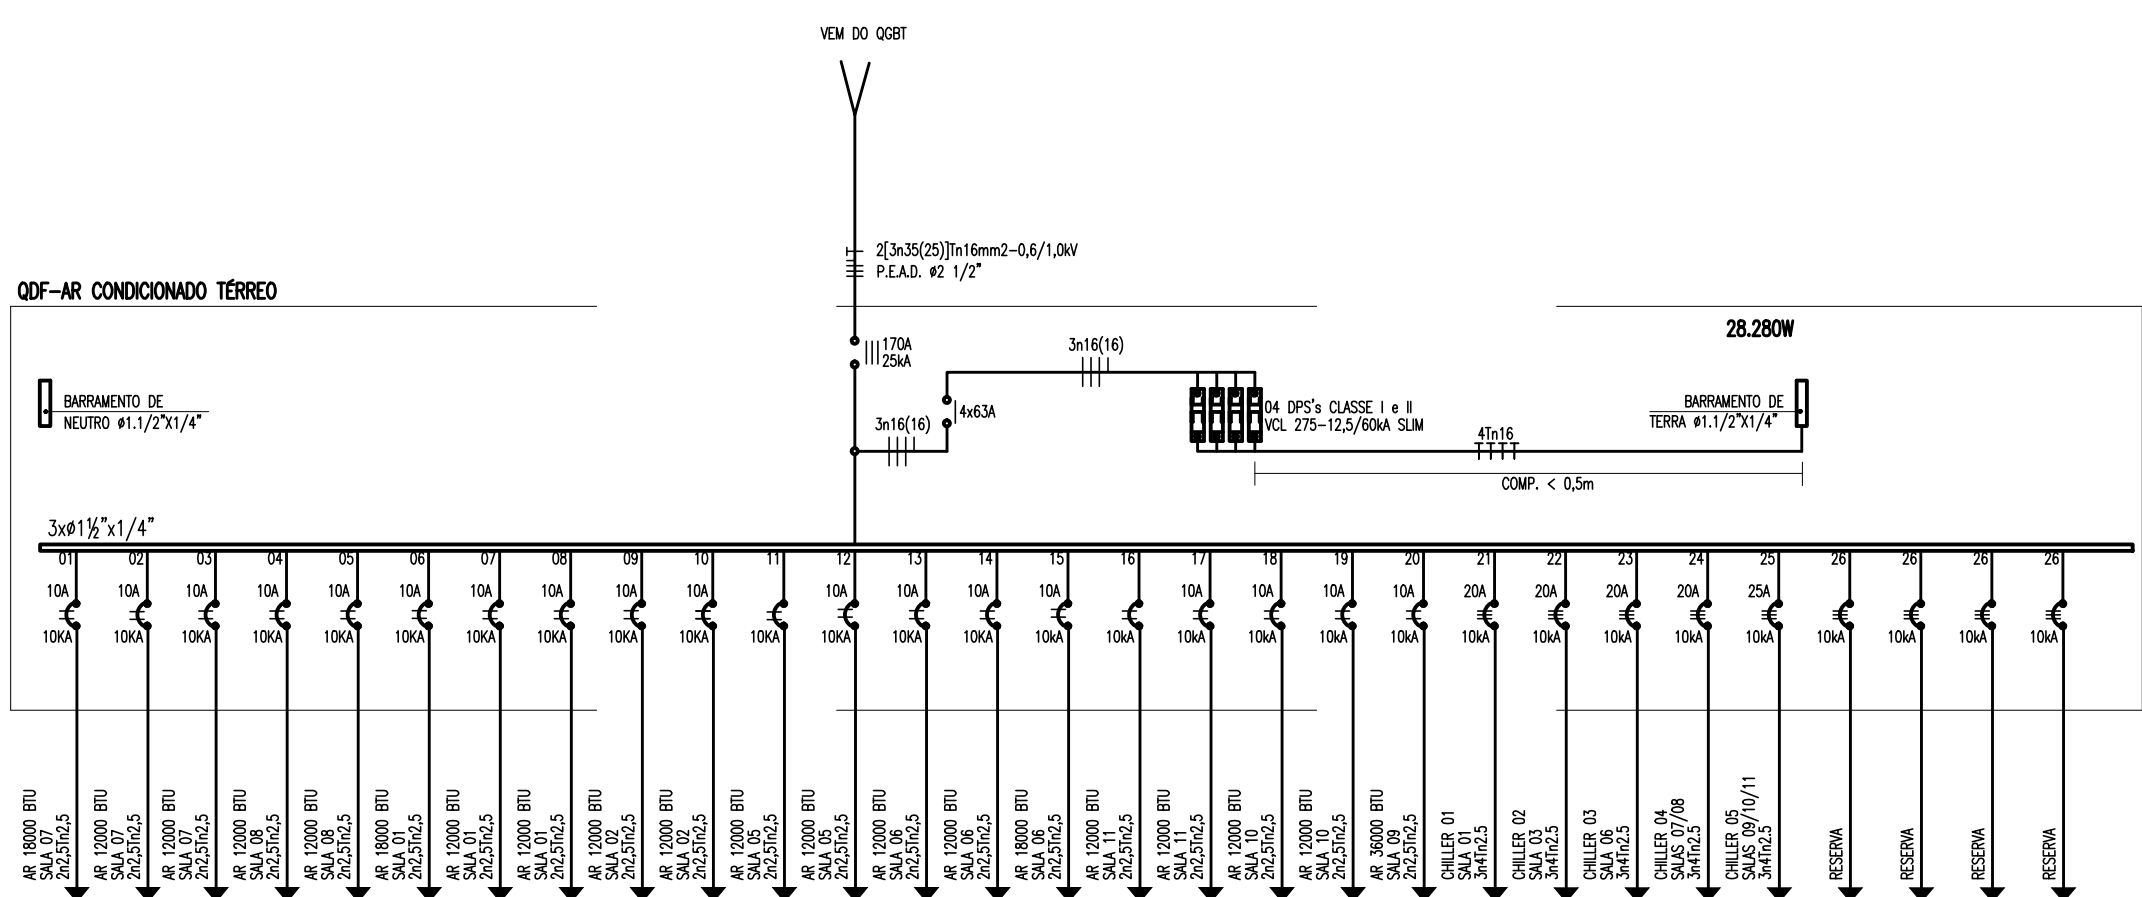 VEM DO QGBT
2[3n35(25)]Tn16mm2-0,6/1,0kV
P.E.A.D. ø2 1/2"
QDF-AR CONDICIONADO TÉRREO
28.280W
170A
25kA
3n16(16)
4x63A
3n16(16)
04 DPS's CLASSE I e II
VCL 275-12,5/60kA SLIM
4Tn16
COMP. < 0,5m
BARRAMENTO DE
NEUTRO ø1.1/2"X1/4"
BARRAMENTO DE
TERRA ø1.1/2"X1/4"
3xø1½"x1/4"
01 02 03 04 05 06 07 08 09 10 11 12 13 14 15 16 17 18 19 20 21 22 23 24 25 26 26 26 26
10A 10A 10A 10A 10A 10A 10A 10A 10A 10A 10A 10A 10A 10A 10A 10A 10A 10A 20A 20A 20A 20A 25A
10KA 10KA 10KA 10KA 10KA 10KA 10KA 10KA 10KA 10KA 10KA 10KA 10kA 10kA 10kA 10kA 10kA 10kA 10kA 10kA 10kA 10kA 10kA 10kA 10kA 10kA 10kA 10kA 10kA
AR 18000 BTU
SALA 07
2n2,5Tn2,5
AR 12000 BTU
SALA 07
2n2,5Tn2,5
AR 12000 BTU
SALA 07
2n2,5Tn2,5
AR 12000 BTU
SALA 08
2n2,5Tn2,5
AR 12000 BTU
SALA 08
2n2,5Tn2,5
AR 18000 BTU
SALA 01
2n2,5Tn2,5
AR 12000 BTU
SALA 01
2n2,5Tn2,5
AR 12000 BTU
SALA 01
2n2,5Tn2,5
AR 12000 BTU
SALA 02
2n2,5Tn2,5
AR 12000 BTU
SALA 02
2n2,5Tn2,5
AR 12000 BTU
SALA 05
2n2,5Tn2,5
AR 12000 BTU
SALA 05
2n2,5Tn2,5
AR 12000 BTU
SALA 06
2n2,5Tn2,5
AR 12000 BTU
SALA 06
2n2,5Tn2,5
AR 18000 BTU
SALA 06
2n2,5Tn2,5
AR 12000 BTU
SALA 11
2n2,5Tn2,5
AR 12000 BTU
SALA 11
2n2,5Tn2,5
AR 12000 BTU
SALA 10
2n2,5Tn2,5
AR 12000 BTU
SALA 10
2n2,5Tn2,5
AR 36000 BTU
SALA 09
2n2,5Tn2,5
CHILLER 01
SALA 01
3n4Tn2.5
CHILLER 02
SALA 03
3n4Tn2.5
CHILLER 03
SALA 06
3n4Tn2.5
CHILLER 04
SALAS 07/08
3n4Tn2.5
CHILLER 05
SALAS 09/10/11
3n4Tn2.5
RESERVA
RESERVA
RESERVA
RESERVA